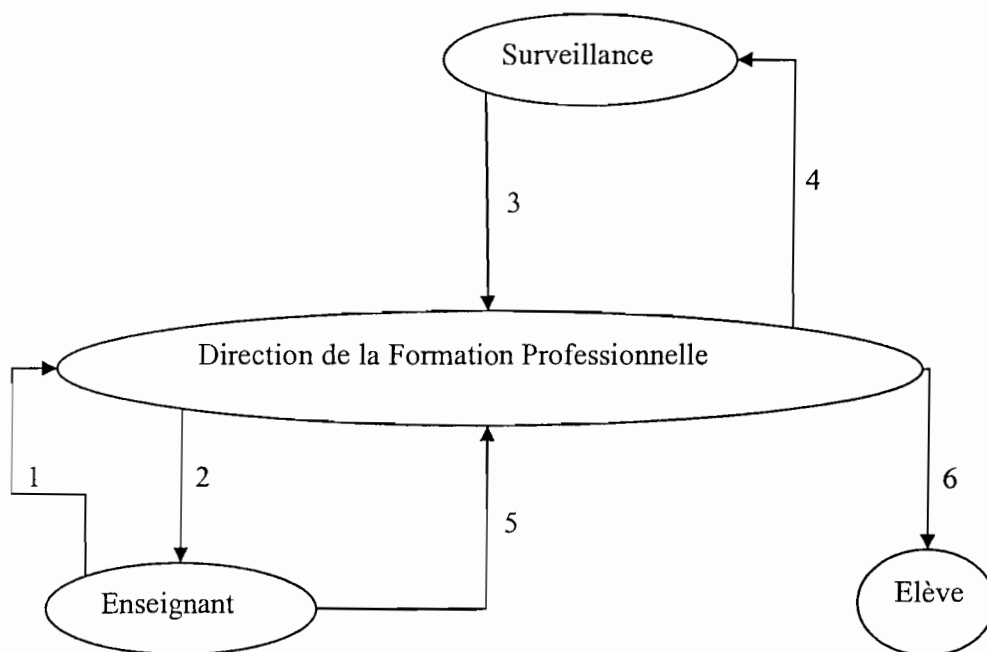 Surveillance
4
3
Direction de la Formation Professionnelle
1
2
6
5
Enseignant
Elève